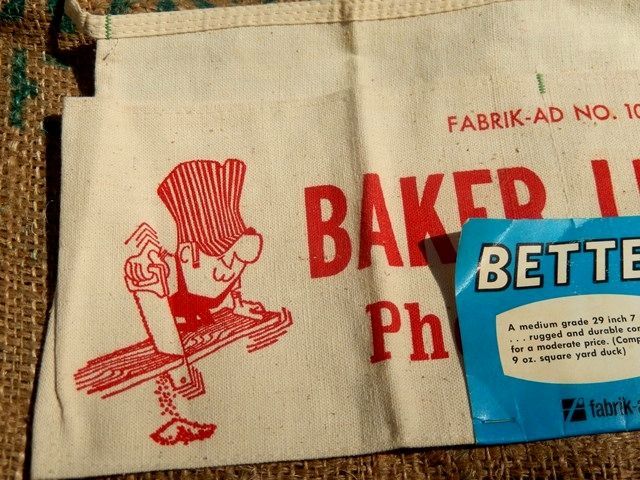 FABRIK-AD NO. 10
BAKER
Ph
BETTE
A medium grade 29 inch 7
... rugged and durable
for a moderate price. (Comp
9 oz. square yard duck)
fabrik-a